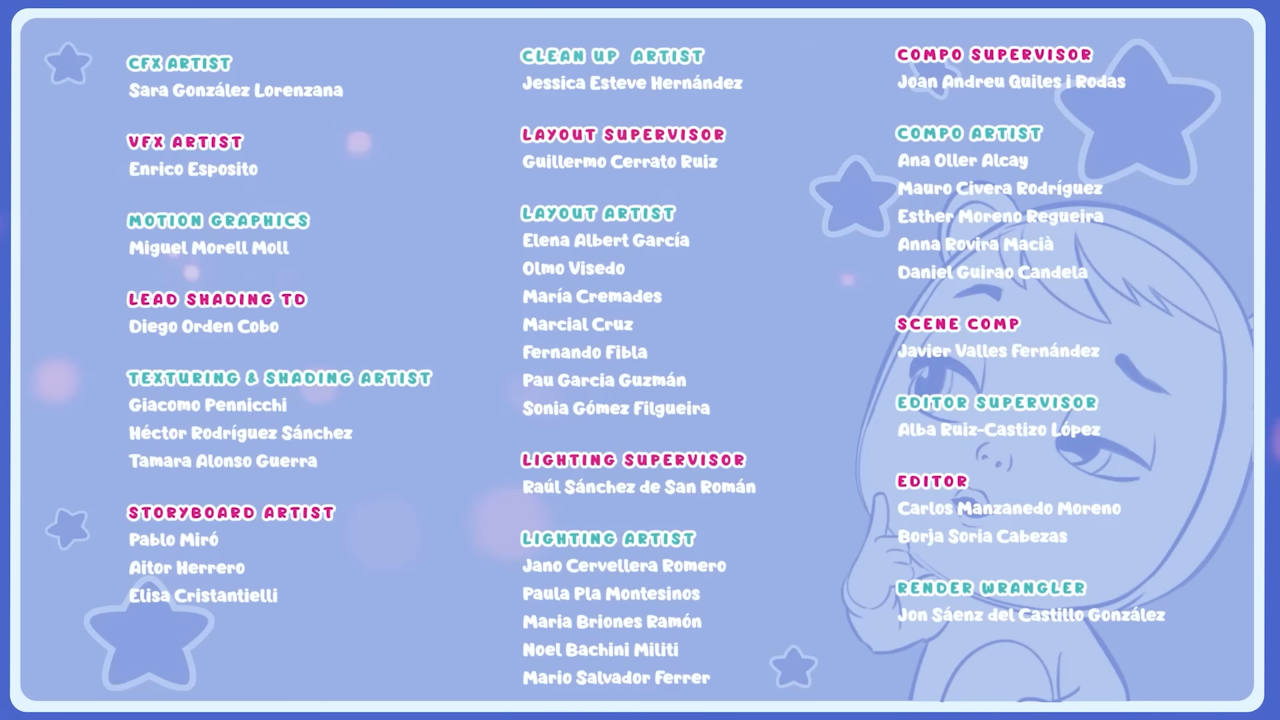 CFX ARTIST
Sara González Lorenzana
VFX ARTIST
Enrico Esposito
MOTION GRAPHICS
Miguel Morell Moll
LEAD SHADING TD
Diego Orden Cobo
TEXTURING & SHADING ARTIST
Giacomo Pennicchi
Héctor Rodríguez Sánchez
Tamara Alonso Guerra
STORYBOARD ARTIST
Pablo Miró
Aitor Herrero
Elisa Cristantielli
CLEAN UP ARTIST
Jessica Esteve Hernández
LAYOUT SUPERVISOR
Guillermo Cerrato Ruiz
LAYOUT ARTIST
Elena Albert García
Olmo Visedo
María Cremades
Marcial Cruz
Fernando Fibla
Pau Garcia Guzmán
Sonia Gómez Filgueira
LIGHTING SUPERVISOR
Raúl Sánchez de San Román
LIGHTING ARTIST
Jano Cervellera Romero
Paula Pla Montesinos
Maria Briones Ramón
Noel Bachini Militi
Mario Salvador Ferrer
COMPO SUPERVISOR
Joan Andreu Quiles i Rodas
COMPO ARTIST
Ana Oller Alcay
Mauro Civera Rodríguez
Esther Moreno Regueira
Anna Rovira Macià
Daniel Guirao Candela
SCENE COMP
Javier Valles Fernández
EDITOR SUPERVISOR
Alba Ruiz-Castizo López
EDITOR
Carlos Manzanedo Moreno
Borja Soria Cabezas
RENDER WRANGLER
Jon Sáenz del Castillo González